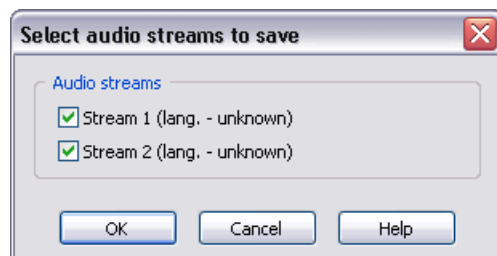 Select audio streams to save
Audio streams
Stream 1 (lang. - unknown)
Stream 2 (lang. - unknown)
OK Cancel Help